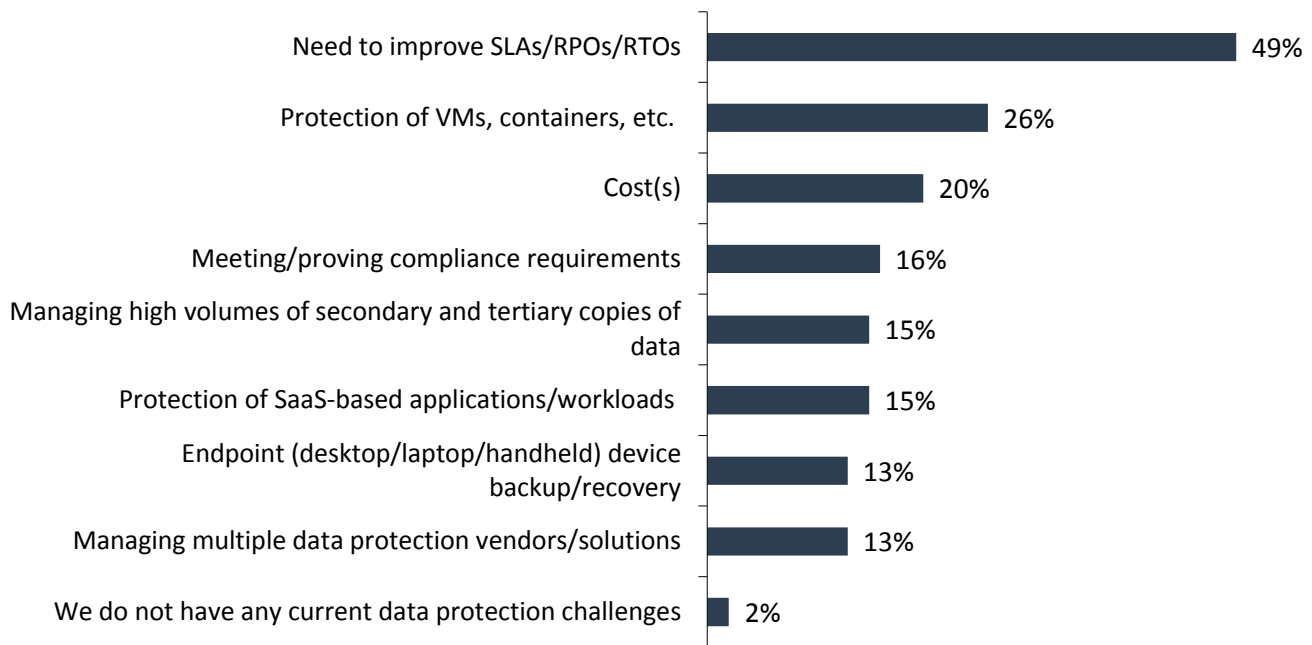 Need to improve SLAs/RPOs/RTOs
49%
Protection of VMs, containers, etc.
26%
Cost(s)
20%
Meeting/proving compliance requirements
16%
Managing high volumes of secondary and tertiary copies of
data
15%
Protection of SaaS-based applications/workloads
15%
Endpoint (desktop/laptop/handheld) device
backup/recovery
13%
Managing multiple data protection vendors/solutions
13%
We do not have any current data protection challenges
2%